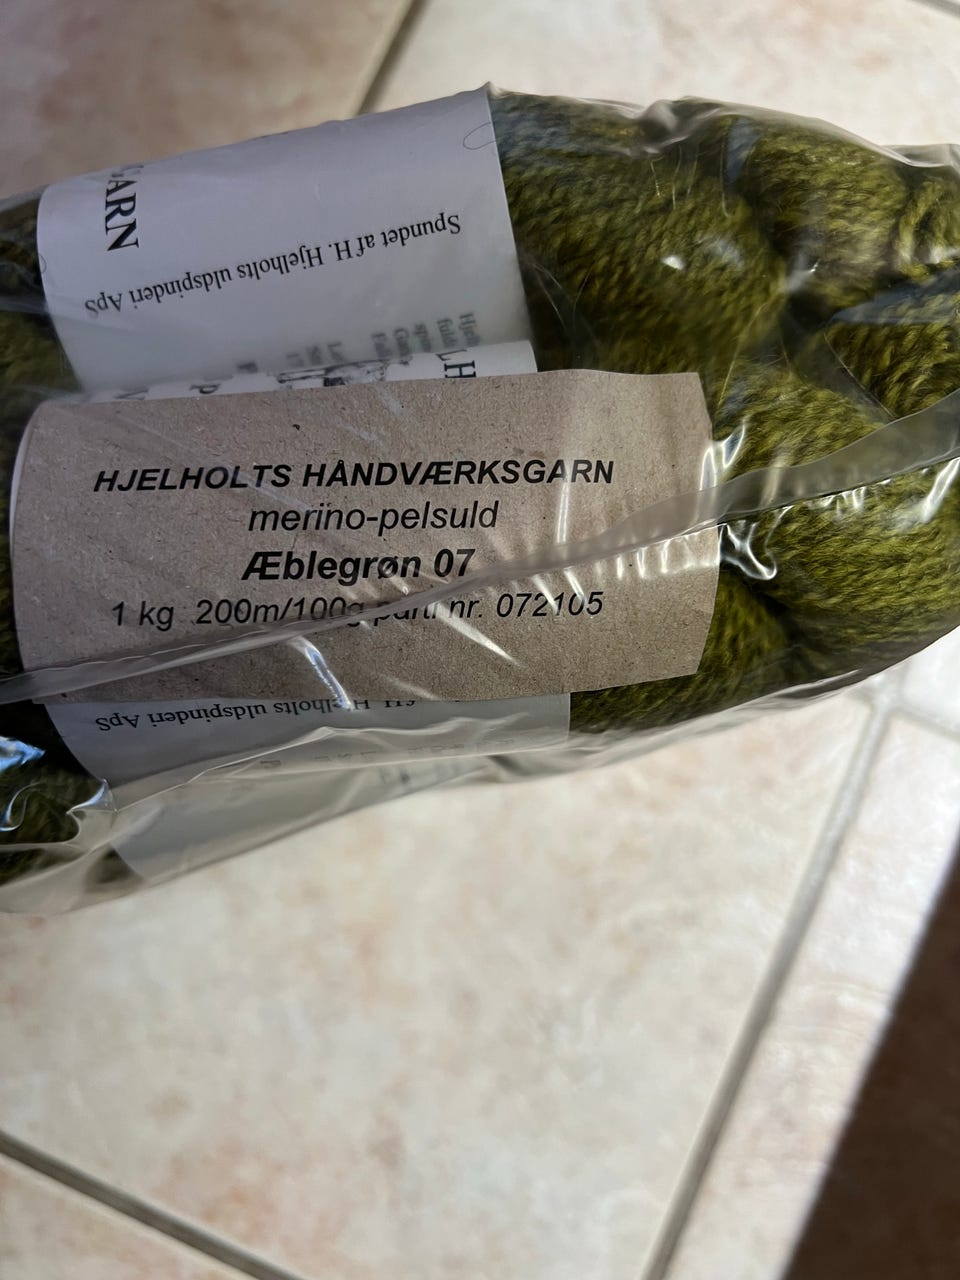 GARN
Spundet af H. Hjelholts uldspinderi ApS
HJELHOLTS HÅNDVÆRKSGARN
merino-pelsuld
Æblegrøn 07
1 kg 200m/100g parti nr. 072105
H. Hjelholts uldspinderi ApS